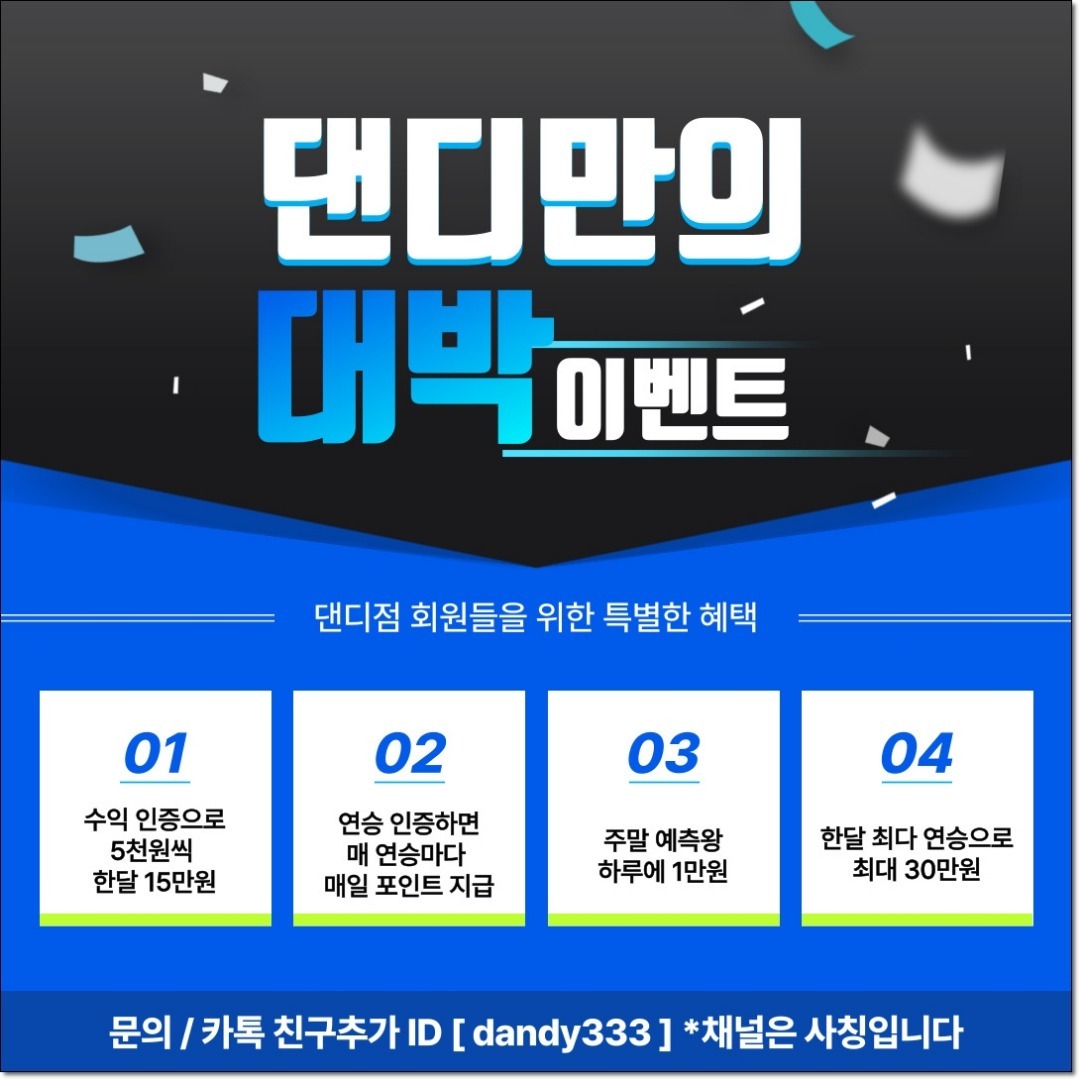 댄디만의
대박 이벤트
댄디점 회원들을 위한 특별한 혜택
01
수익 인증으로
5천원씩
한달 15만원
02
연승 인증하면
매 연승마다
매일 포인트 지급
03
주말 예측왕
하루에 1만원
04
한달 최다 연승으로
최대 30만원
문의 / 카톡 친구추가 ID [ dandy333 ] *채널은 사칭입니다